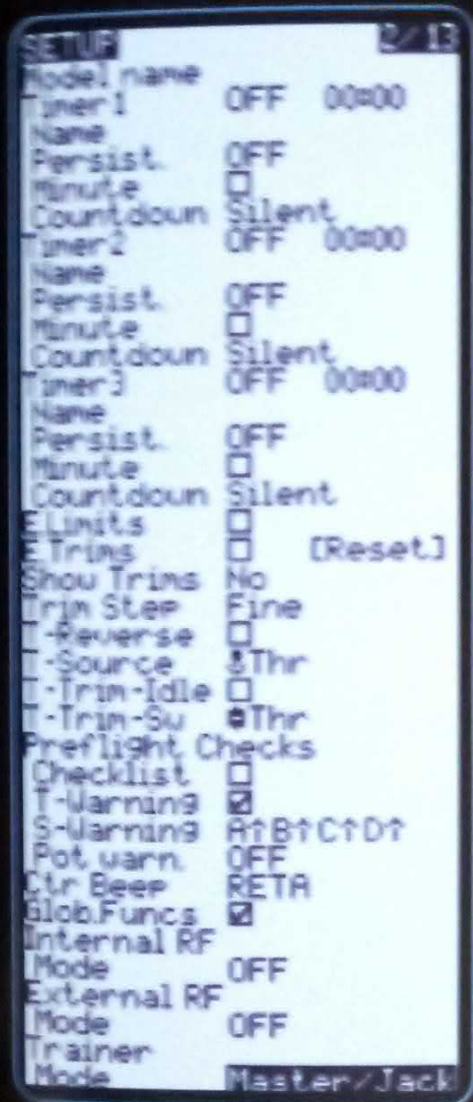 SETUP 2/13
Model name
Timer1 OFF 00:00
Name
Persist. OFF
Minute
Countdown Silent
Timer2 OFF 00:00
Name
Persist. OFF
Minute
Countdown Silent
Timer3 OFF 00:00
Name
Persist. OFF
Minute
Countdown Silent
E.Limits
E.Trims [Reset]
Show Trims No
Trim Step Fine
T-Reverse
T-Source Thr
T-Trim-Idle
T-Trim-Sw Thr
Preflight Checks
Checklist
T-Warning
S-Warning A↑B↑C↑D↑
Pot warn. OFF
Ctr Beep RETA
Glob.Funcs
Internal RF
Mode OFF
External RF
Mode OFF
Trainer
Mode Master/Jack